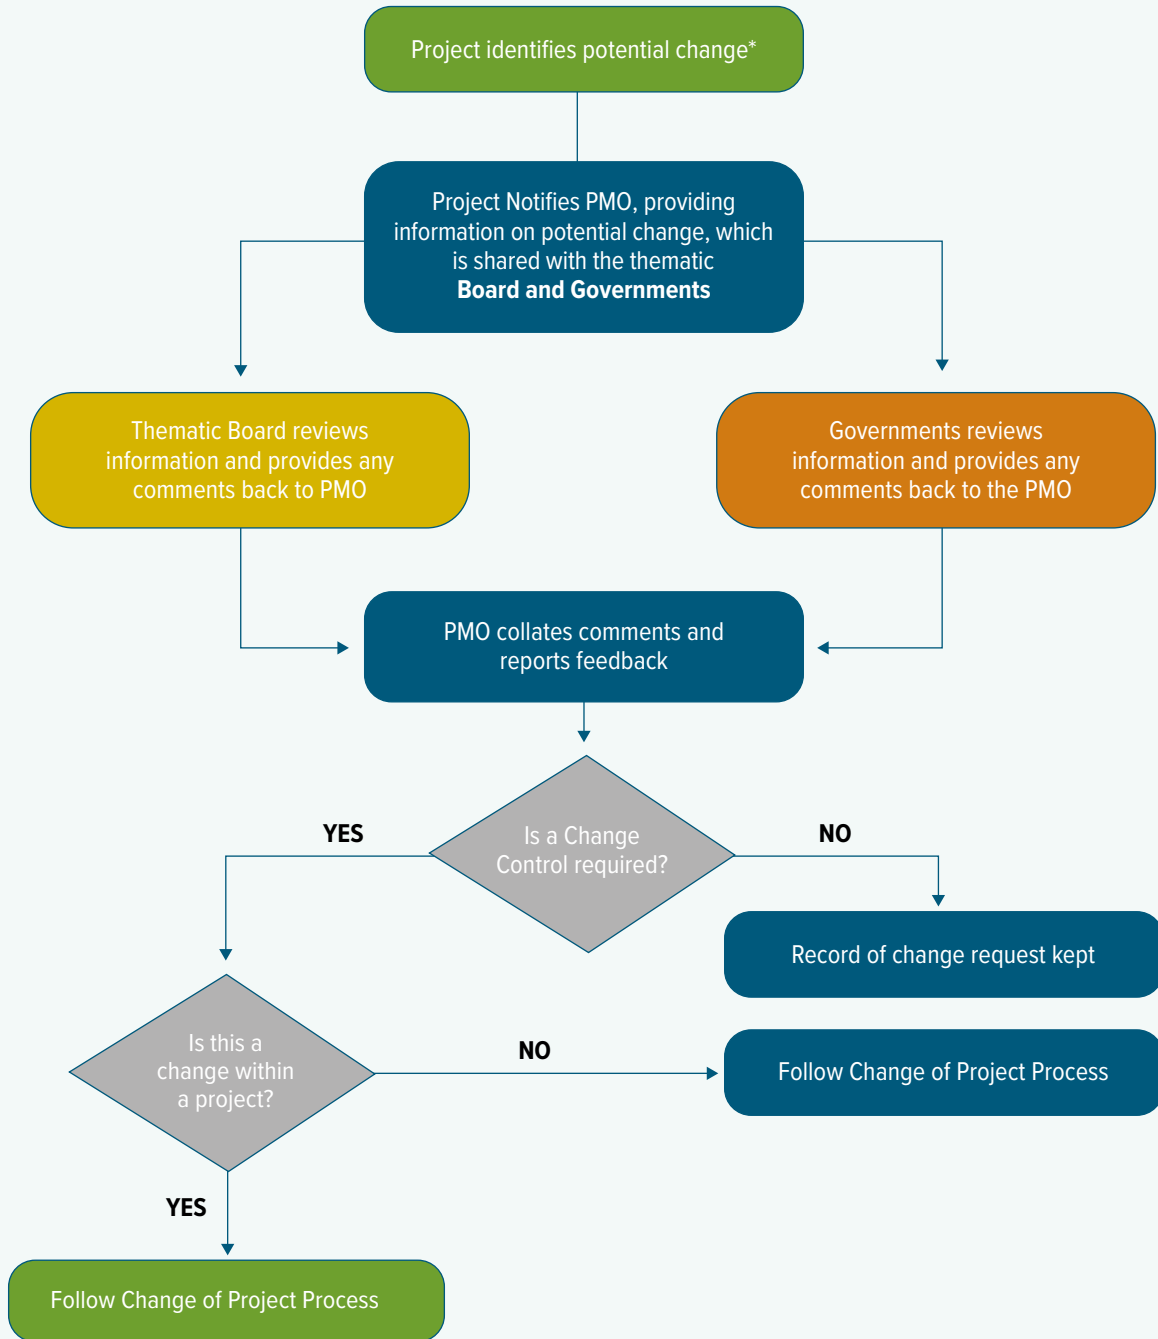 Project identifies potential change*
Project Notifies PMO, providing
information on potential change, which
is shared with the thematic
Board and Governments
Thematic Board reviews
information and provides any
comments back to PMO
Governments reviews
information and provides any
comments back to the PMO
PMO collates comments and
reports feedback
Is a Change
Control required?
YES
NO
Record of change request kept
Is this a
change within
a project?
NO
Follow Change of Project Process
YES
Follow Change of Project Process